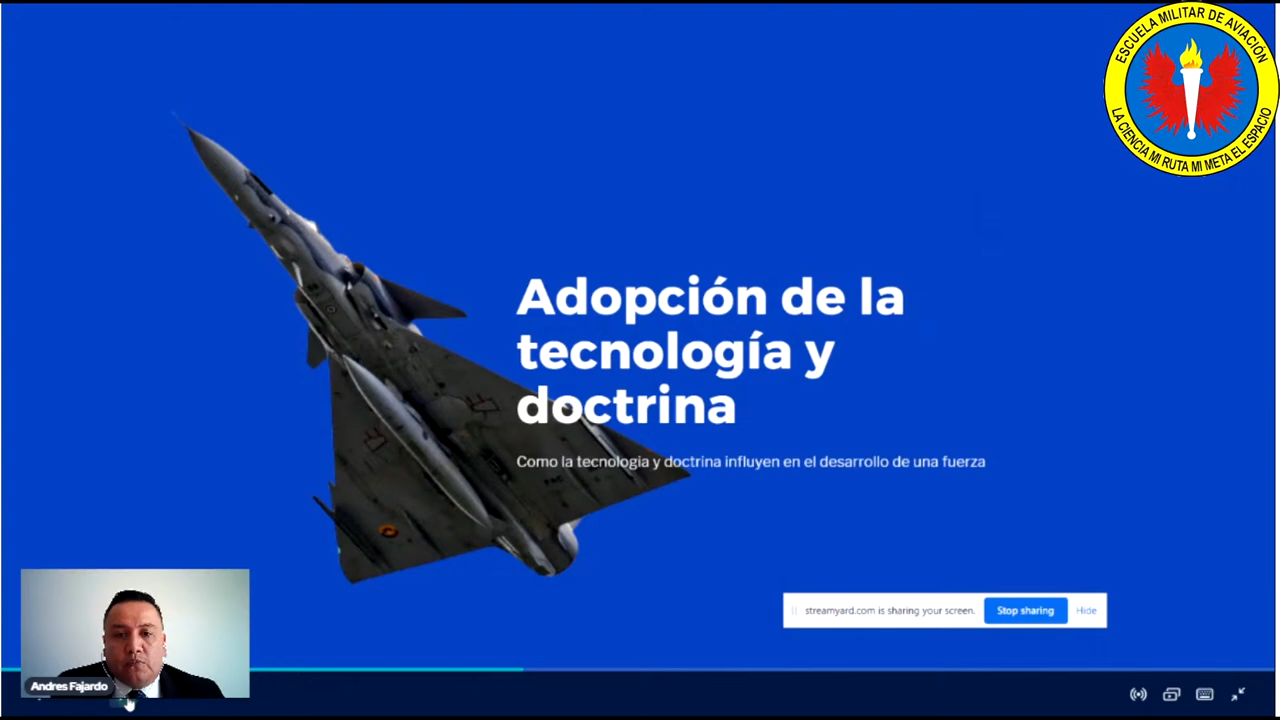 ESCUELA MILITAR DE AVIACIÓN
LA CIENCIA MI RUTA MI META EL ESPACIO
Adopción de la
tecnología y
doctrina
Como la tecnologia y doctrina influyen en el desarrollo de una fuerza
streamyard.com is sharing your screen.
Stop sharing
Hide
Andres Fajardo